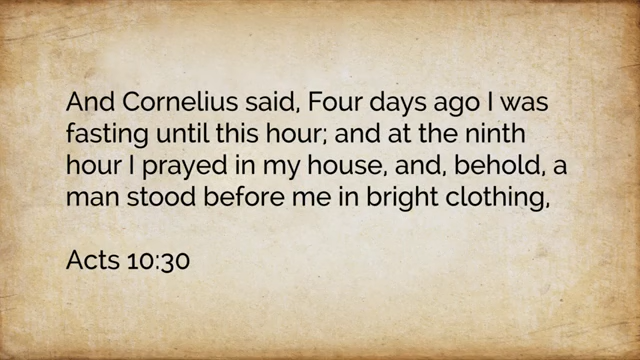 And Cornelius said, Four days ago I was
fasting until this hour; and at the ninth
hour I prayed in my house, and, behold, a
man stood before me in bright clothing,
Acts 10:30